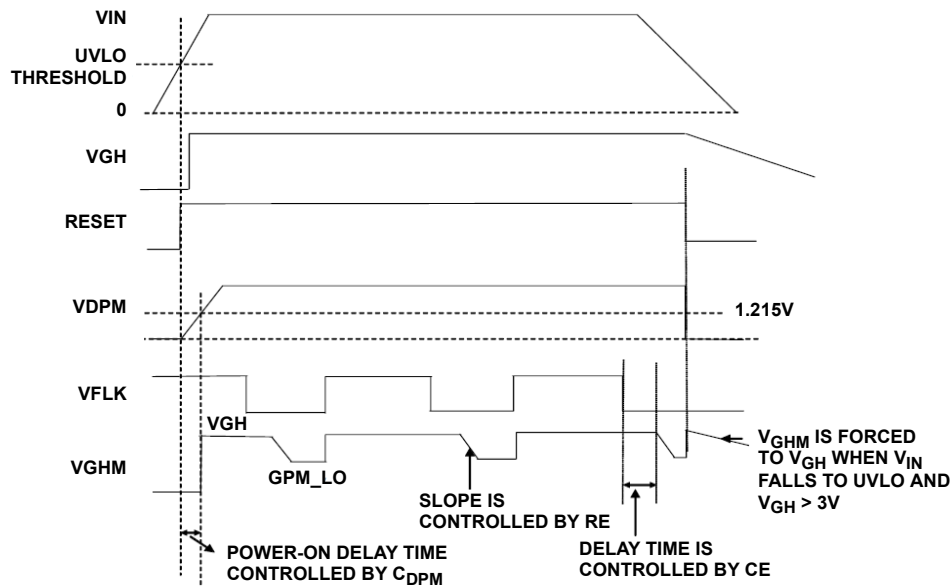 VIN
UVLO
THRESHOLD
0
VGH
RESET
VDPM
1.215V
VFLK
VGH
VGHM
GPM_LO
SLOPE IS
CONTROLLED BY RE
VGHM IS FORCED
TO VGH WHEN VIN
FALLS TO UVLO AND
VGH > 3V
POWER-ON DELAY TIME
CONTROLLED BY CDPM
DELAY TIME IS
CONTROLLED BY CE